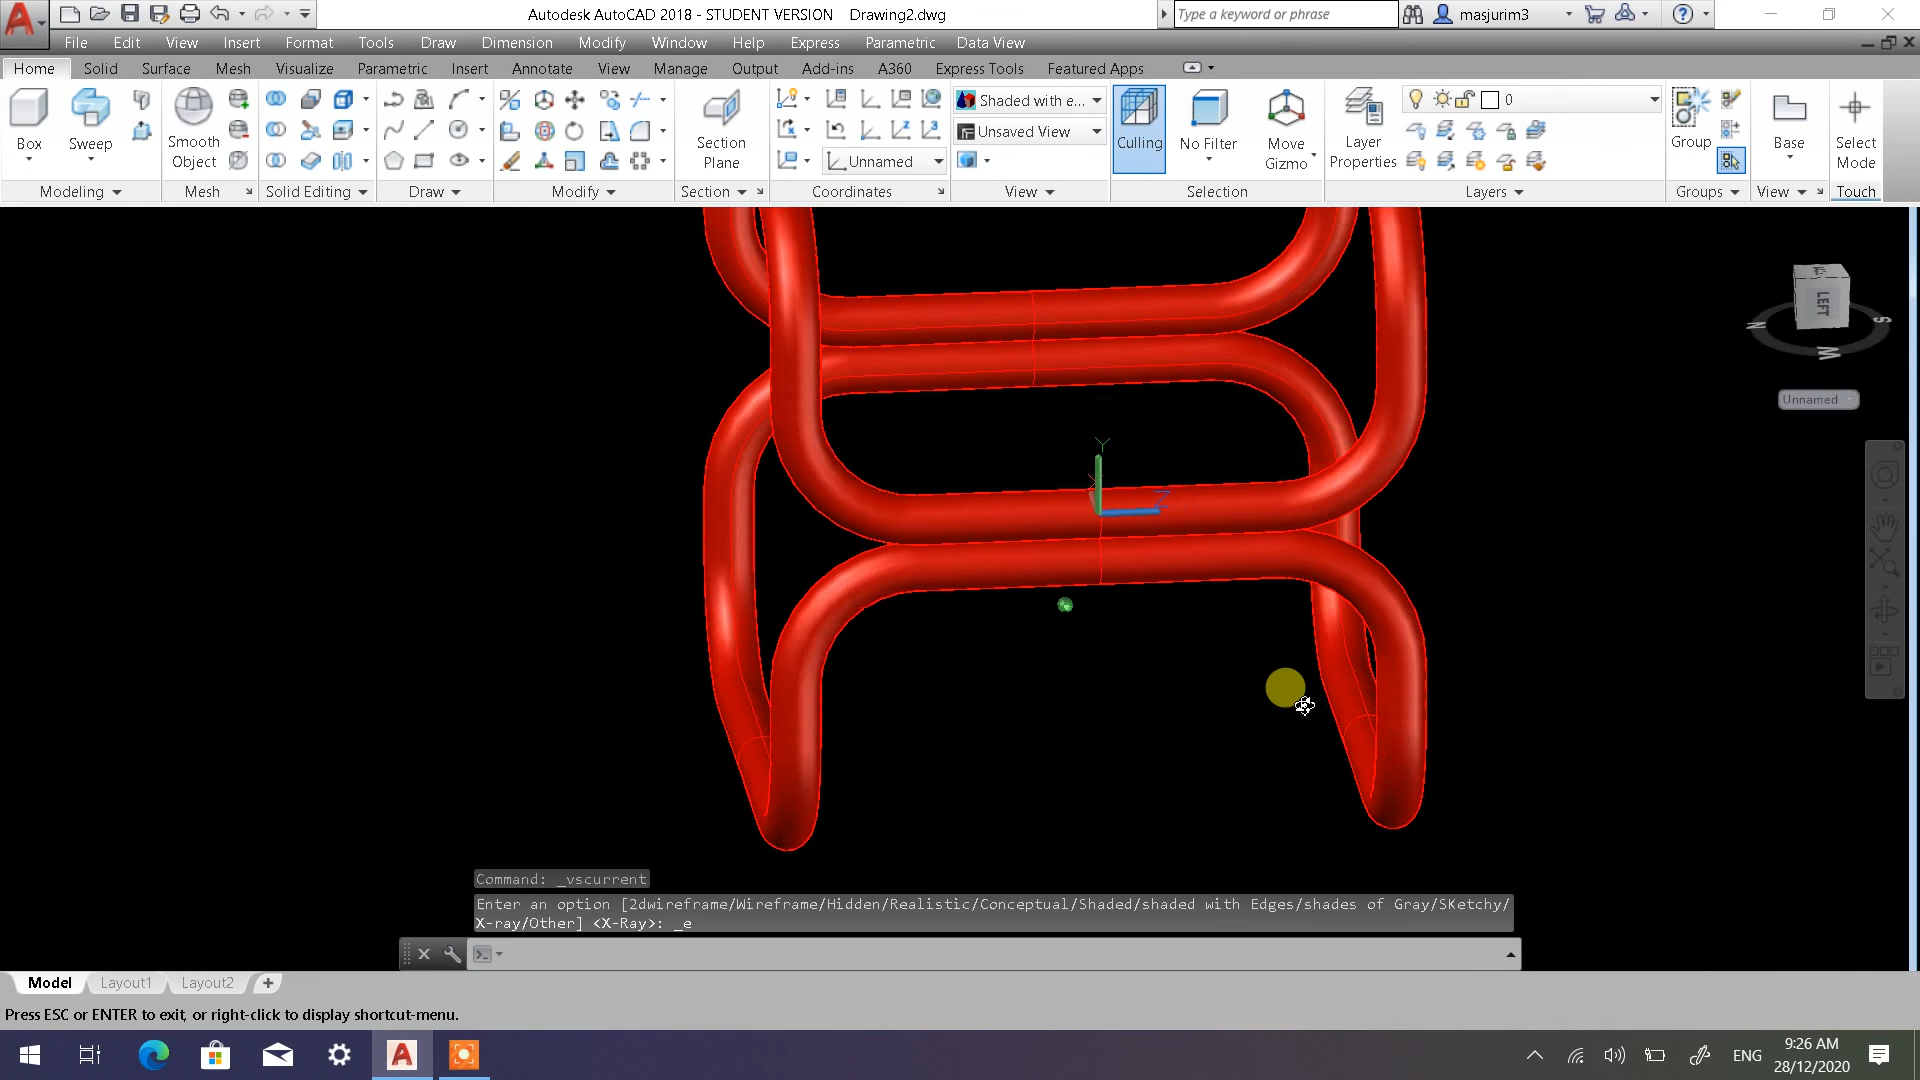 Autodesk AutoCAD 2018 - STUDENT VERSION Drawing2.dwg
Type a keyword or phrase
masjurim3
File Edit View Insert Format Tools Draw Dimension Modify Window Help Express Parametric Data View
Home Solid Surface Mesh Visualize Parametric Insert Annotate View Manage Output Add-ins A360 Express Tools Featured Apps
Box
Sweep
Smooth
Object
Section
Plane
Shaded with e...
Unsaved View
Unnamed
Culling
No Filter
Move
Gizmo
Layer
Properties
0
Group
Base
Select
Mode
Modeling Mesh Solid Editing Draw Modify Section Coordinates View Selection Layers Groups View Touch
LEFT
N
S
W
Unnamed
Y
X
Z
Command: _vscurrent
Enter an option [2dwireframe/Wireframe/Hidden/Realistic/Conceptual/Shaded/shaded with Edges/shades of Gray/SKetchy/
X-ray/Other] <X-Ray>: _e
Model Layout1 Layout2 +
Press ESC or ENTER to exit, or right-click to display shortcut-menu.
ENG
9:26 AM
28/12/2020